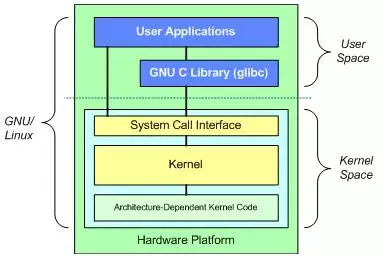 User Applications
GNU C Library (glibc)
User
Space
GNU/
Linux
System Call Interface
Kernel
Architecture-Dependent Kernel Code
Kernel
Space
Hardware Platform